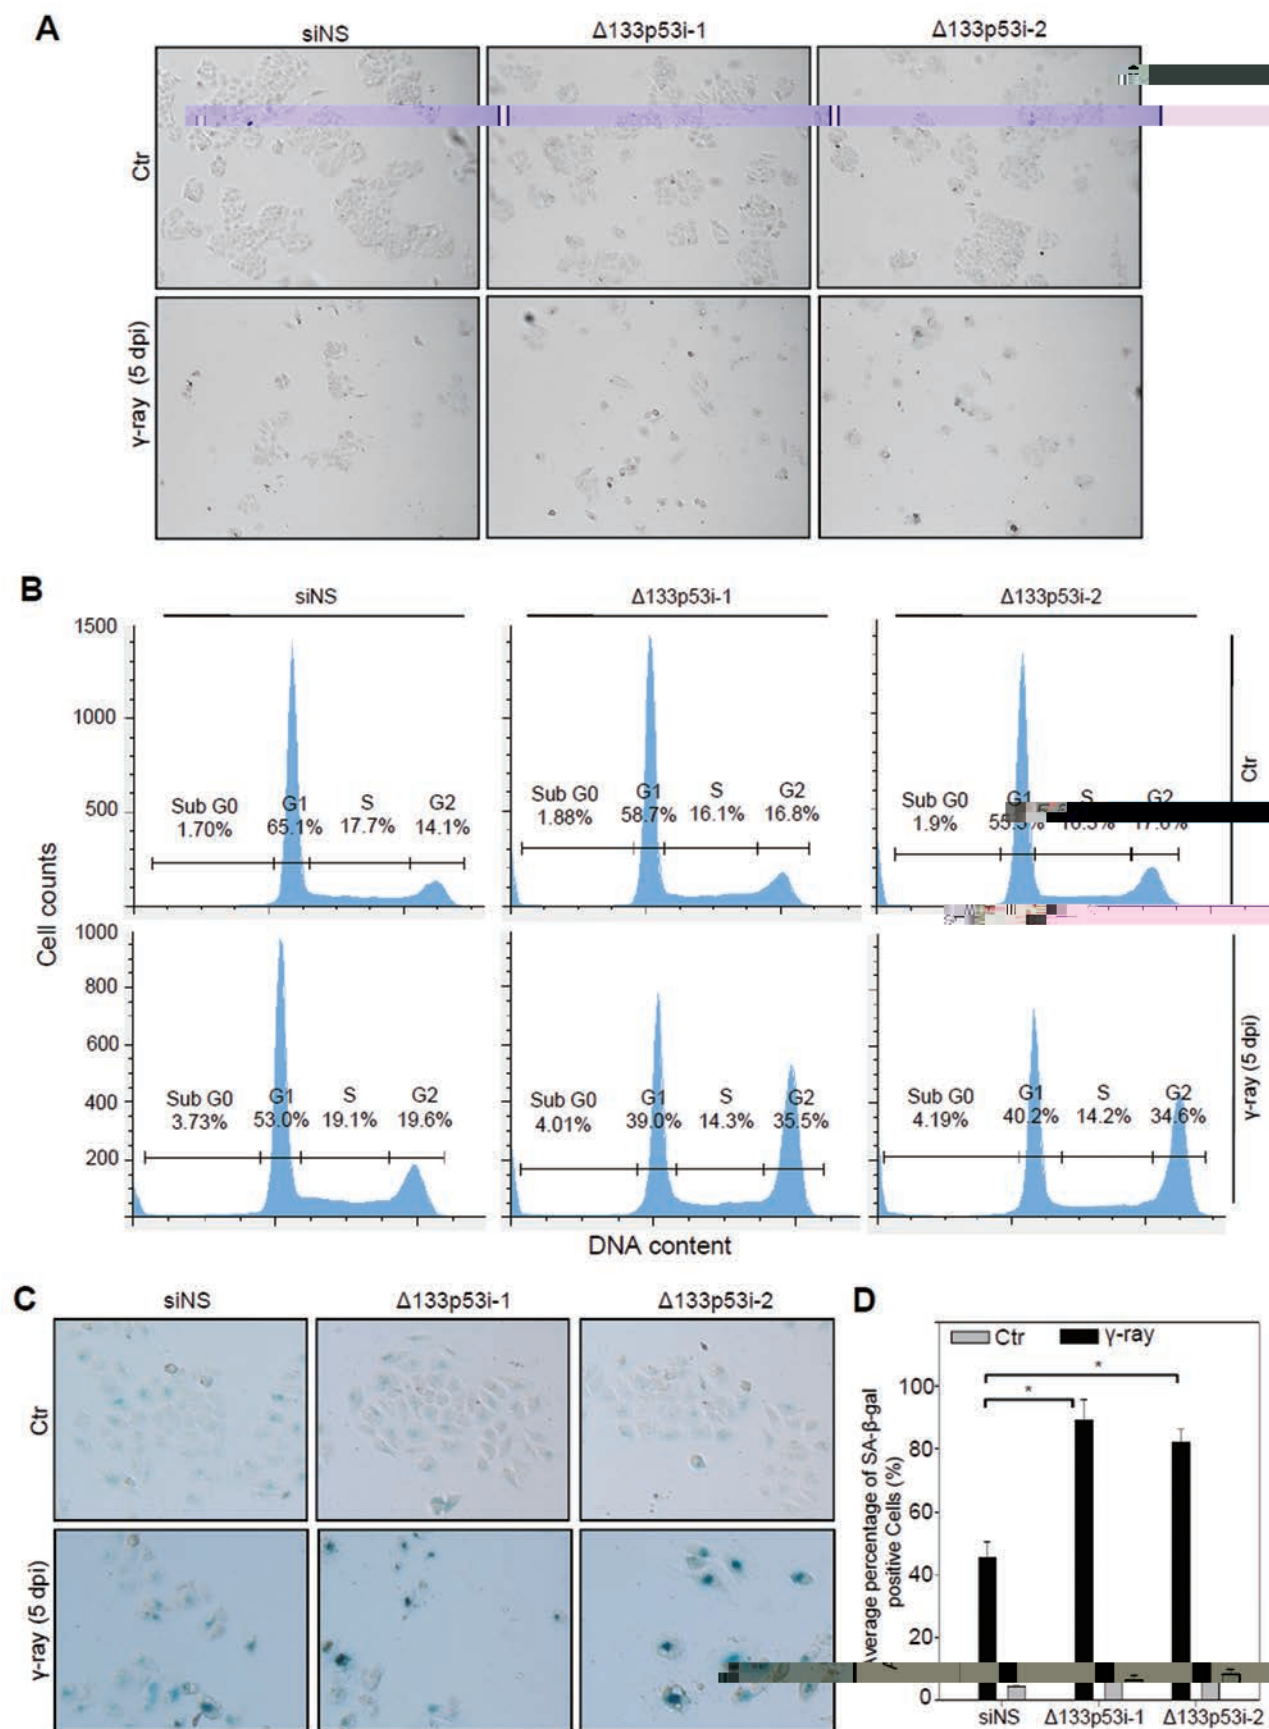 A
siNS
Δ133p53i-1
Δ133p53i-2
Ctr
γ-ray (5 dpi)
B
siNS
Δ133p53i-1
Δ133p53i-2
1500
1000
500
Sub G0 G1 S G2
1.70% 65.1% 17.7% 14.1%
Sub G0 G1 S G2
1.88% 58.7% 16.1% 16.8%
Sub G0
1.9%
Ctr
Cell counts
1000
800
600
400
200
Sub G0 G1 S G2
3.73% 53.0% 19.1% 19.6%
Sub G0 G1 S G2
4.01% 39.0% 14.3% 35.5%
Sub G0 G1 S G2
4.19% 40.2% 14.2% 34.6%
γ-ray (5 dpi)
DNA content
C
siNS
Δ133p53i-1
Δ133p53i-2
Ctr
γ-ray (5 dpi)
D
Ctr
γ-ray
*
*
100
80
60
40
20
0
percentage of SA-β-gal
positive Cells (%)
siNS
Δ133p53i-1
Δ133p53i-2